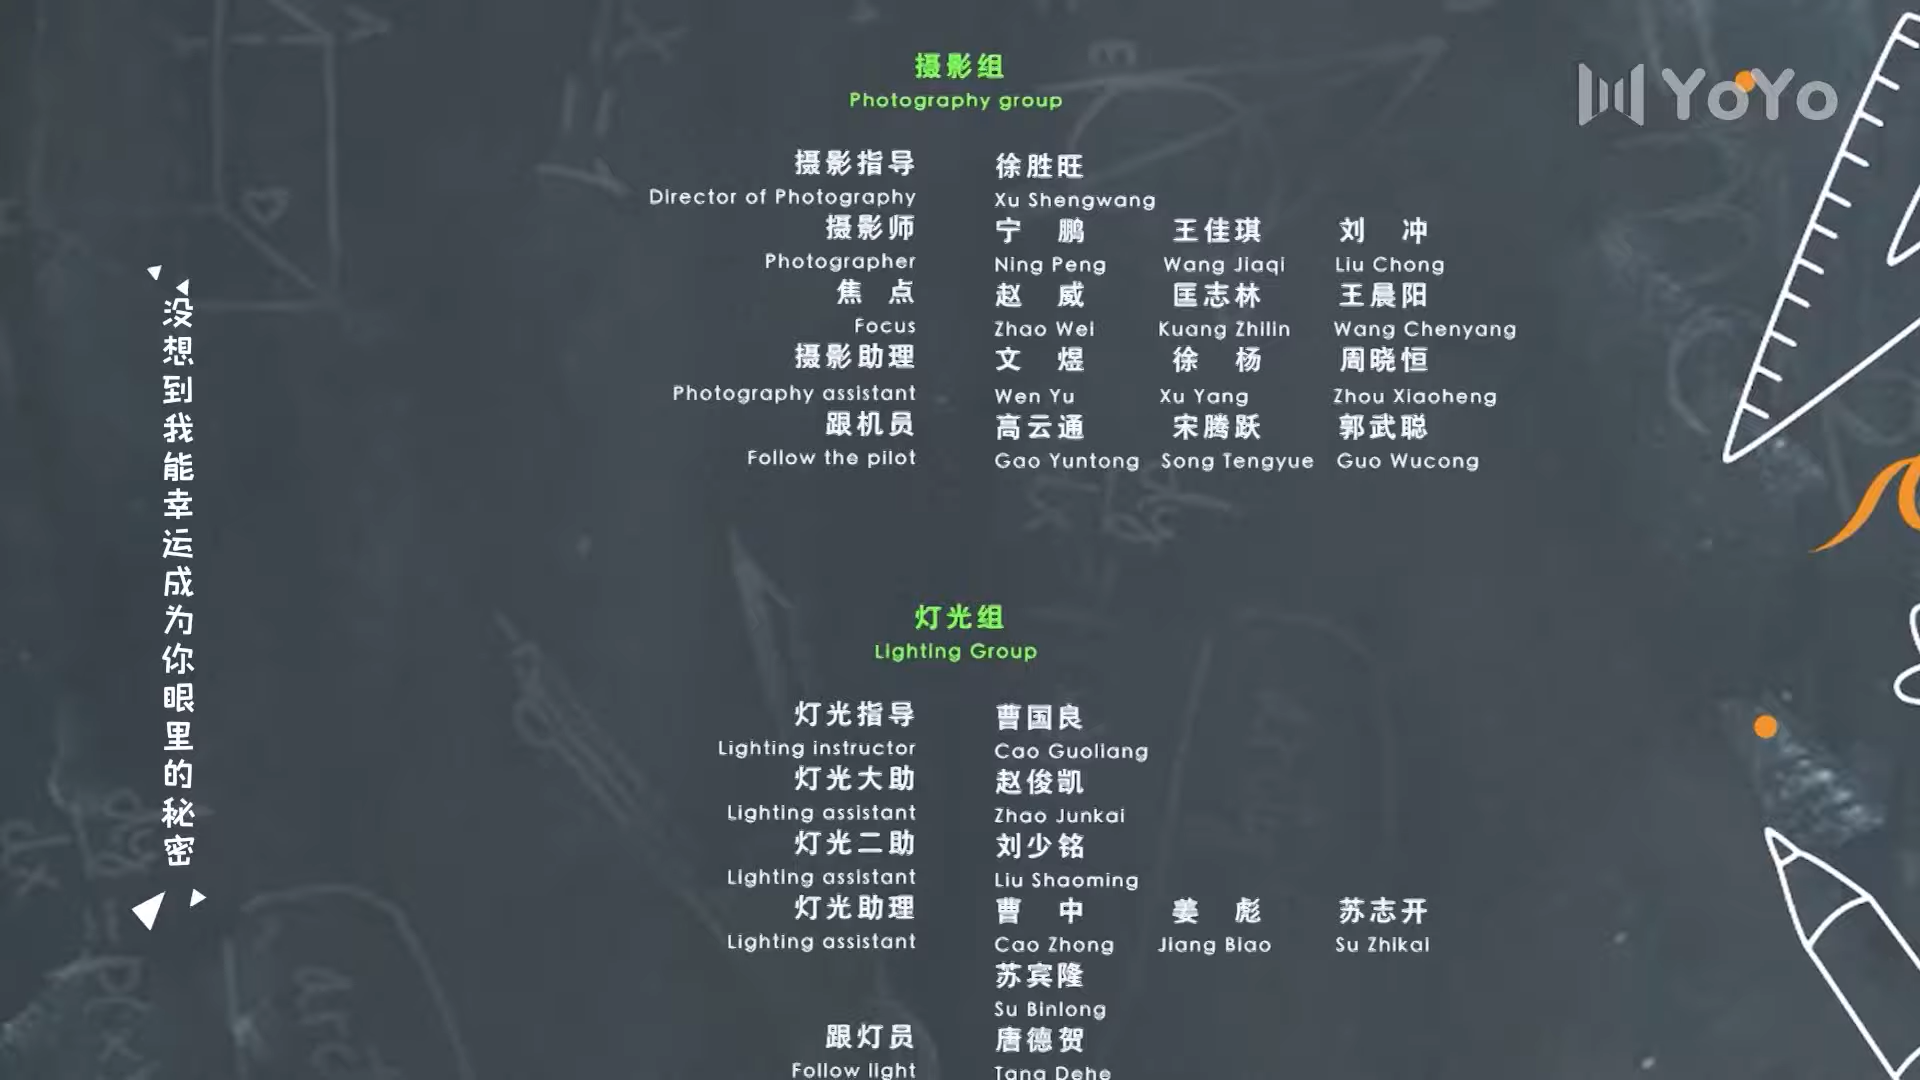 摄影组
Photography group
YoYo
摄影指导 徐胜旺
Director of Photography Xu Shengwang
摄影师 宁 鹏 王佳琪 刘 冲
Photographer Ning Peng Wang Jiaqi Liu Chong
焦 点 赵 威 匡志林 王晨阳
Focus Zhao Wei Kuang Zhilin Wang Chenyang
摄影助理 文 煜 徐 杨 周晓恒
Photography assistant Wen Yu Xu Yang Zhou Xiaoheng
跟机员 高云通 宋腾跃 郭武聪
Follow the pilot Gao Yuntong Song Tengyue Guo Wucong
没想到我能幸运成为你眼里的秘密
灯光组
Lighting Group
灯光指导 曹国良
Lighting instructor Cao Guoliang
灯光大助 赵俊凯
Lighting assistant Zhao Junkai
灯光二助 刘少铭
Lighting assistant Liu Shaoming
灯光助理 曹 中 姜 彪 苏志开
Lighting assistant Cao Zhong Jiang Biao Su Zhikai
苏宾隆
Su Binlong
跟灯员 唐德贺
Follow light Tang Dehe